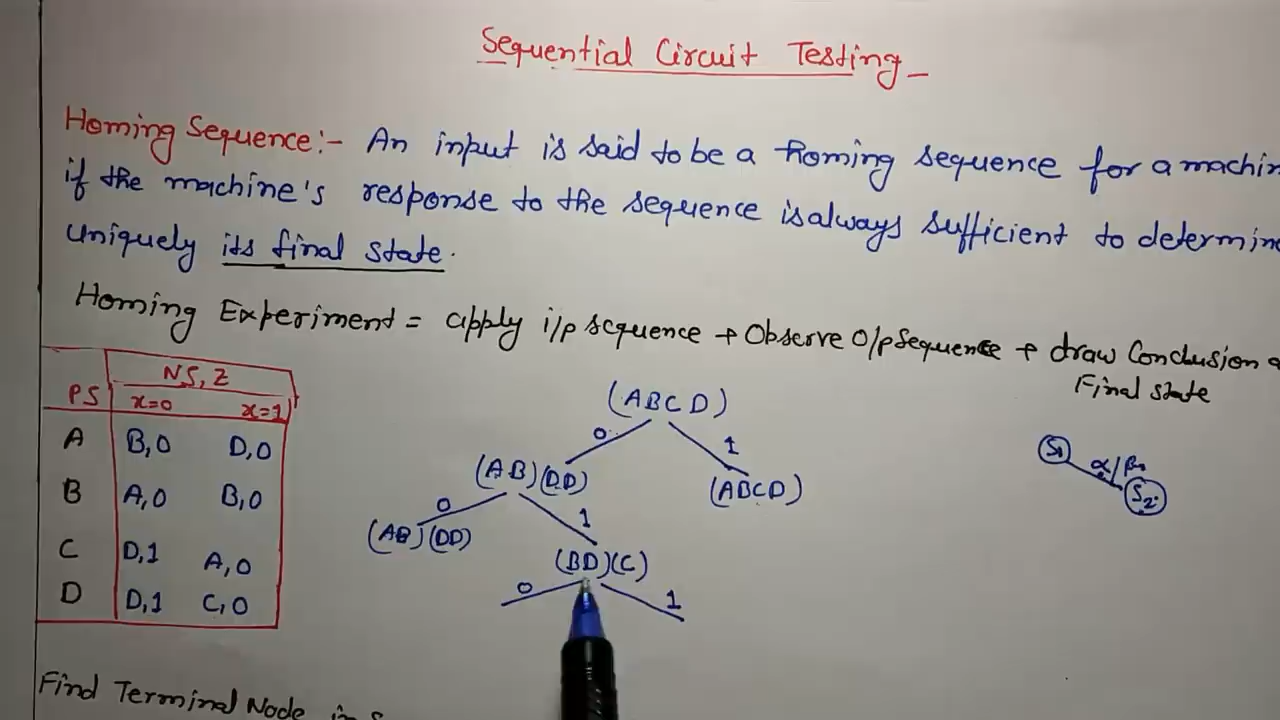 Sequential Circuit Testing
Homing Sequence:- An input is said to be a Homing sequence for a machin
if the machine's response to the sequence is always sufficient to determine
uniquely its final state.
Homing Experiment = apply i/p sequence + Observe o/p Sequence + draw Conclusion
Final state
PS NS, Z
x=0 x=1
A B,0 D,0
B A,0 B,0
C D,1 A,0
D D,1 C,0
(ABCD)
0 1
(AB)(DD) (ABCD)
0 1
(AB)(DD) (BD)(C)
0 1
S1
S2
Find Terminal Node in